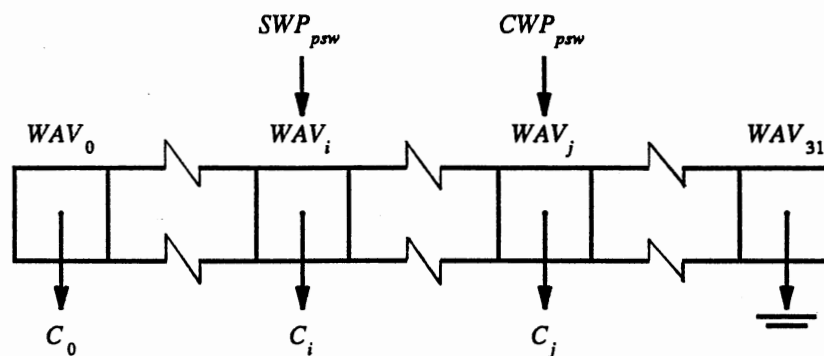 SWP_psw CWP_psw
WAV_0 WAV_i WAV_j WAV_31
C_0 C_i C_j